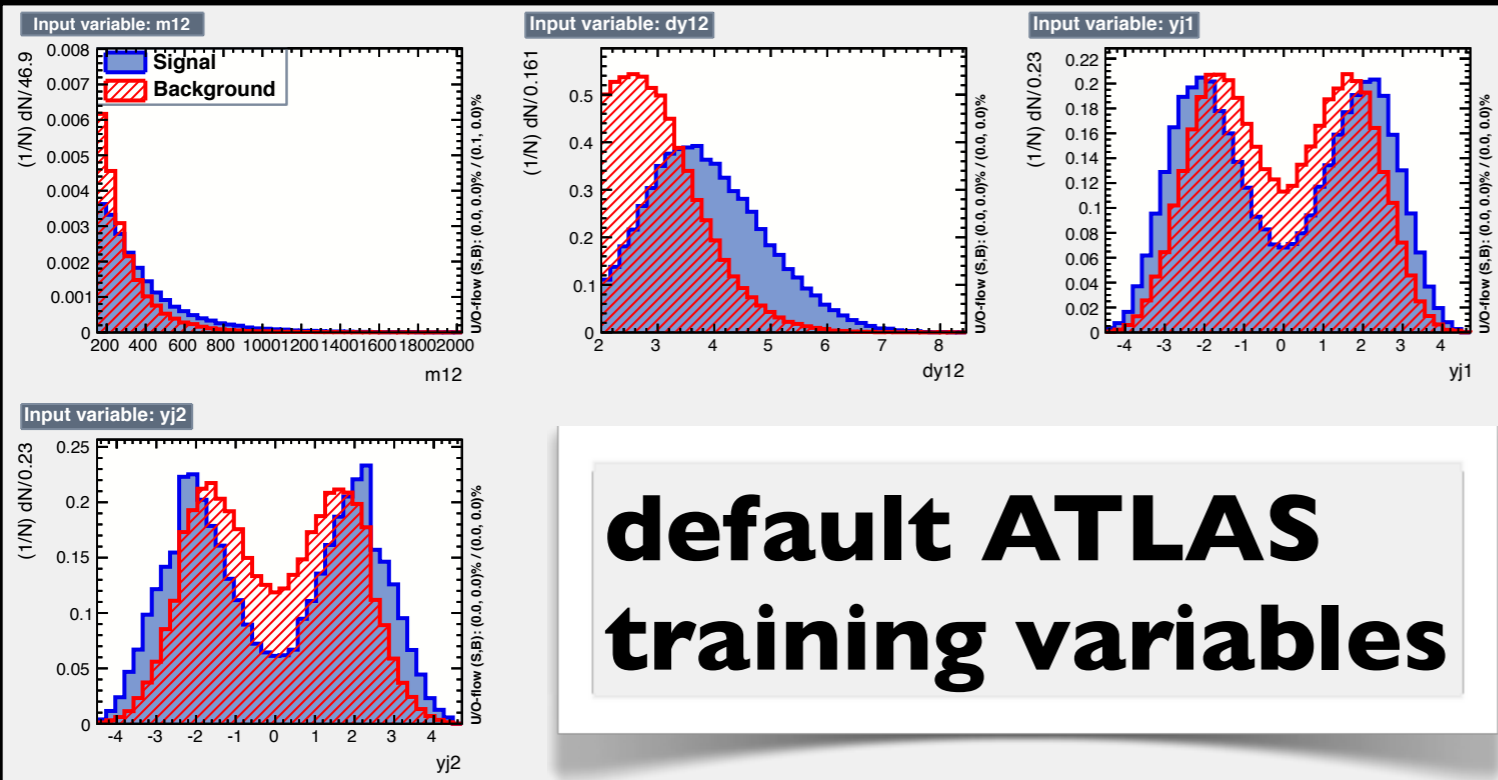 Input variable: m12
(1/N) dN/46.9
0.008
0.007
0.006
0.005
0.004
0.003
0.002
0.001
0
Signal
Background
200 400 600 800 1000 1200 1400 1600 1800 2000
m12
U/O-flow (S,B): (0.0, 0.0)% / (0.1, 0.0)%
Input variable: dy12
(1/N) dN/0.161
0.5
0.4
0.3
0.2
0.1
0
2 3 4 5 6 7 8
dy12
U/O-flow (S,B): (0.0, 0.0)% / (0.0, 0.0)%
Input variable: yj1
(1/N) dN/0.23
0.22
0.2
0.18
0.16
0.14
0.12
0.1
0.08
0.06
0.04
0.02
0
-4 -3 -2 -1 0 1 2 3 4
yj1
U/O-flow (S,B): (0.0, 0.0)% / (0.0, 0.0)%
Input variable: yj2
(1/N) dN/0.23
0.25
0.2
0.15
0.1
0.05
0
-4 -3 -2 -1 0 1 2 3 4
yj2
U/O-flow (S,B): (0.0, 0.0)% / (0.0, 0.0)%
default ATLAS
training variables